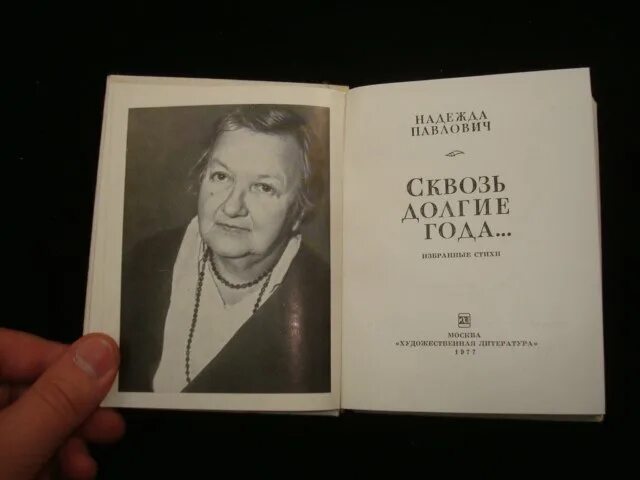 НАДЕЖДА
ПАВЛОВИЧ
СКВОЗЬ
ДОЛГИЕ
ГОДА...
ИЗБРАННЫЕ СТИХИ
МОСКВА
«ХУДОЖЕСТВЕННАЯ ЛИТЕРАТУРА»
1977